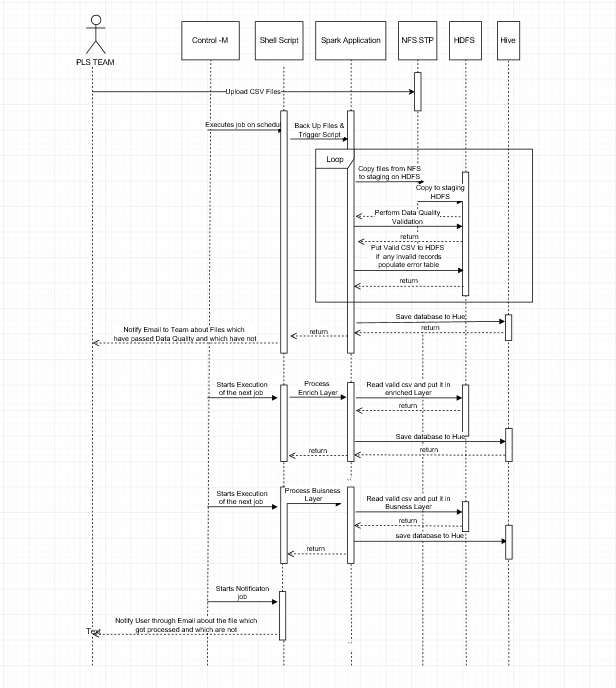 PLS TEAM
Control -M
Shell Script
Spark Application
NFS STP
HDFS
Hive
Upload CSV Files
Executes job on schedul
Back Up Files &
Trigger Script
Loop
Copy files from NFS
to staging on HDFS
Copy to staging
HDFS
Perform Data Quality
Validation
return
Put Valid CSV to HDFS
if any invalid records
populate error table
return
Save database to Hue
return
return
Notify Email to Team about Files which
have passed Data Quality and which have not
Starts Execution
of the next job
Process
Enrich Layer
Read valid csv and put it in
enriched Layer
return
Save database to Hue
return
return
Starts Execution
of the next job
Process Buisness
Layer
Read valid csv and put it in
Business Layer
return
save database to Hue
return
Starts Notificaton
job
Notify User through Email about the file which
got processed and which are not
Text